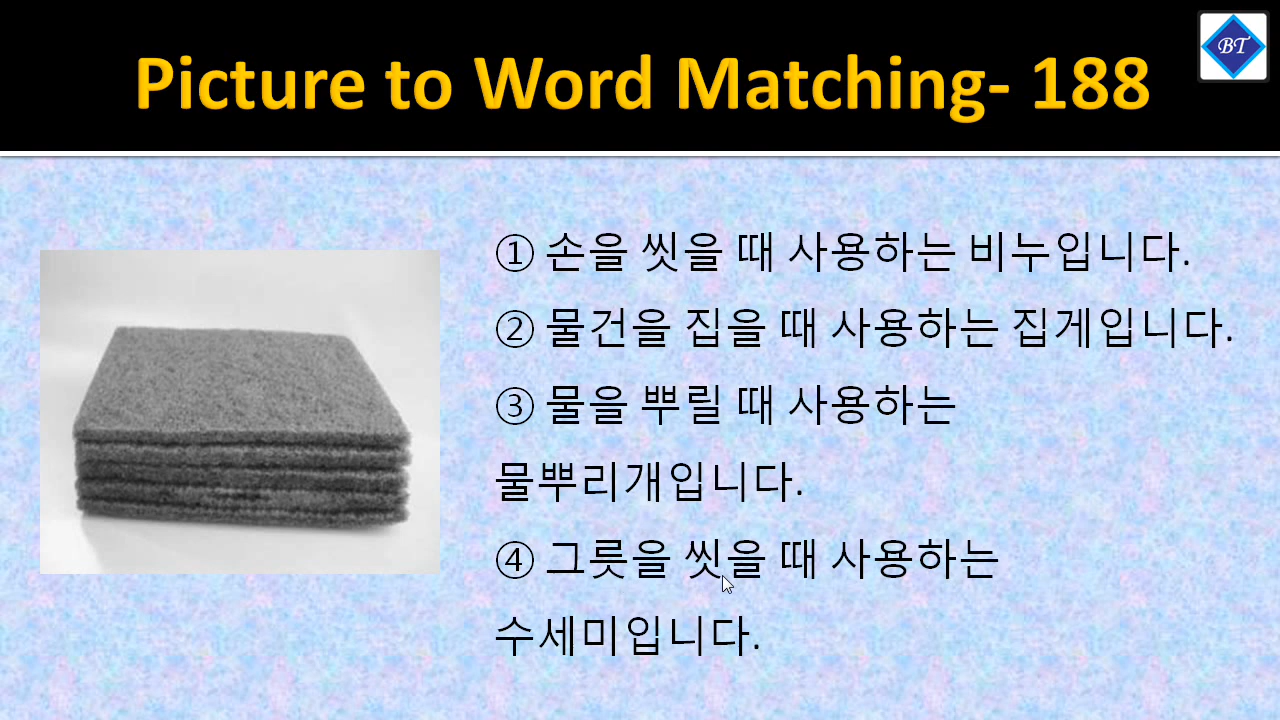 BT
Picture to Word Matching- 188
① 손을 씻을 때 사용하는 비누입니다.
② 물건을 집을 때 사용하는 집게입니다.
③ 물을 뿌릴 때 사용하는
물뿌리개입니다.
④ 그릇을 씻을 때 사용하는
수세미입니다.